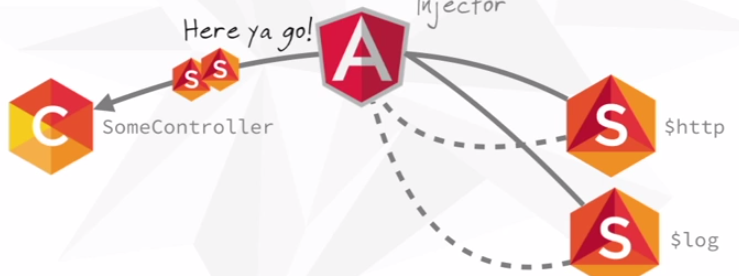 Injector
Here ya go!
A
S S
C
SomeController
S
$http
S
$log